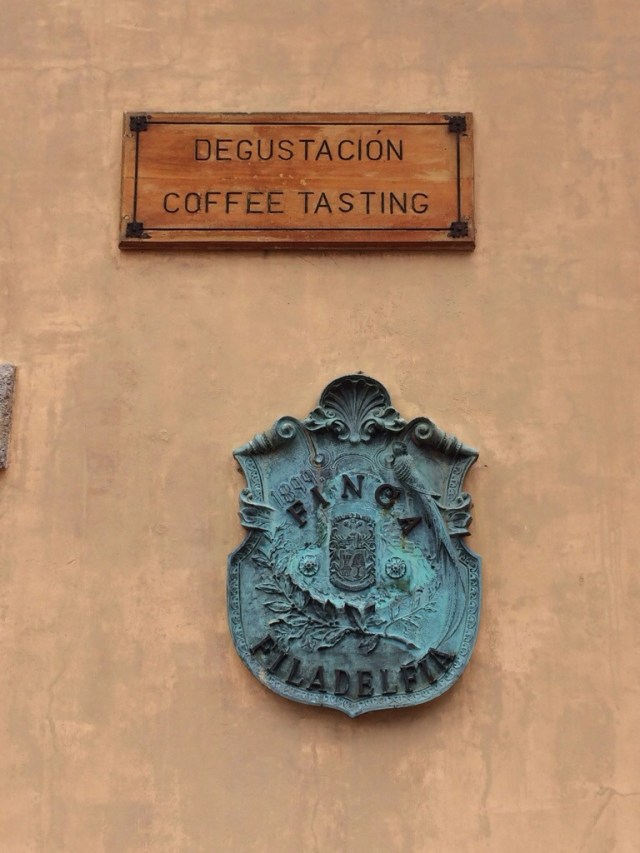 DEGUSTACIÓN
COFFEE TASTING
FINCA
FILADELFIA